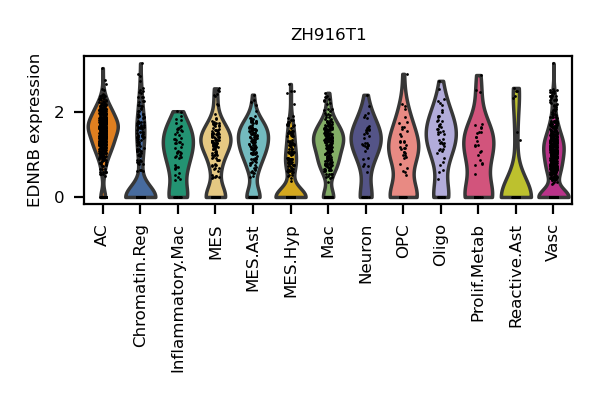 ZH916T1
EDNRB expression
2
0
AC
Chromatin.Reg
Inflammatory.Mac
MES
MES.Ast
MES.Hyp
Mac
Neuron
OPC
Oligo
Prolif.Metab
Reactive.Ast
Vasc